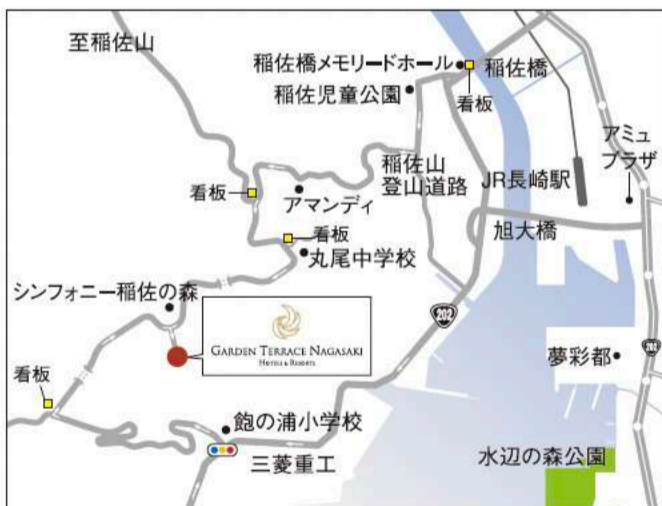 至稲佐山
稲佐橋メモリードホール
稲佐橋
稲佐児童公園
看板
アミュ
プラザ
稲佐山
登山道路
JR長崎駅
看板
アマンディ
看板
旭大橋
丸尾中学校
シンフォニー稲佐の森
202
GARDEN TERRACE NAGASAKI
HOTELS & RESORTS
202
夢彩都
看板
飽の浦小学校
三菱重工
水辺の森公園